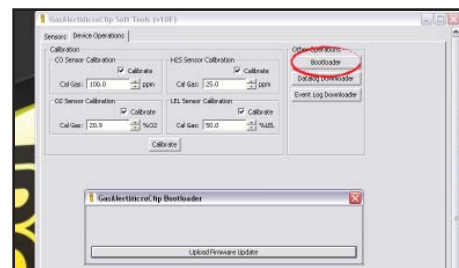 GasAlertMicroClip Soft Tools (v10F)
Sensors Device Operations
Calibration
CO Sensor Calibration
Calibrate
Cal Gas: 100.0 ppm
H2S Sensor Calibration
Calibrate
Cal Gas: 25.0 ppm
O2 Sensor Calibration
Calibrate
Cal Gas: 20.9 %O2
LEL Sensor Calibration
Calibrate
Cal Gas: 50.0 %LEL
Calibrate
Other Operations
Bootloader
Datalog Downloader
Event Log Downloader
GasAlertMicroClip Bootloader
Upload Firmware Update